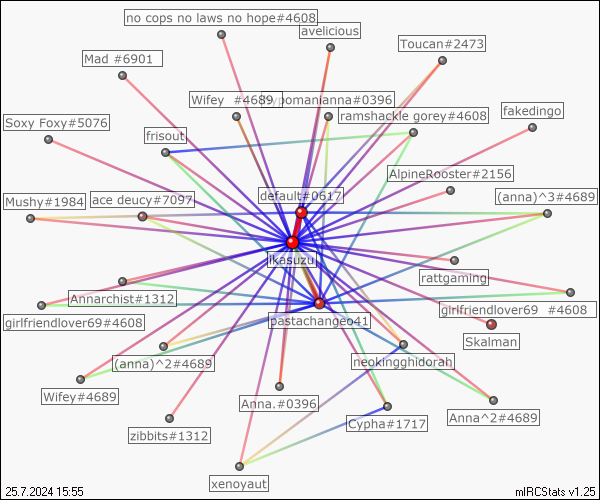 no cops no laws no hope#4608
avelicious
Toucan#2473
Mad #6901
Wifey #4689
pomanianna#0396
ramshackle gorey#4608
fakedingo
Soxy Foxy#5076
frisout
AlpineRooster#2156
Mushy#1984
ace deucy#7097
default#0617
(anna)^3#4689
ikasuzu
rattgaming
Annarchist#1312
girlfriendlover69#4608
pastachangeo41
girlfriendlover69 #4608
Skalman
(anna)^2#4689
neokingghidorah
Wifey#4689
Anna.#0396
Cypha#1717
Anna^2#4689
zibbits#1312
xenoyaut
25.7.2024 15:55
mIRCStats v1.25